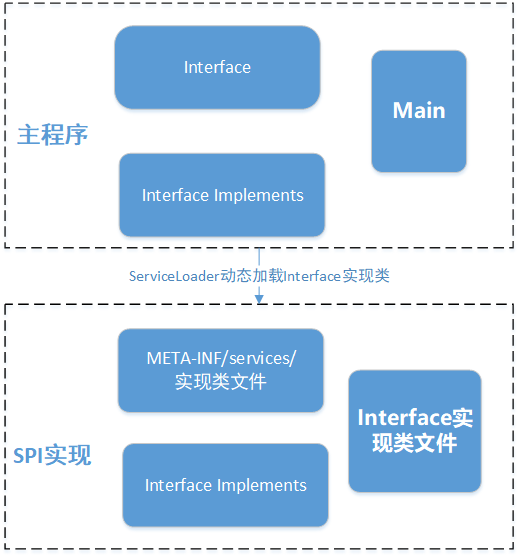 Interface
Main
主程序
Interface Implements
ServiceLoader动态加载Interface实现类
META-INF/services/
实现类文件
Interface实
现类文件
SPI实现
Interface Implements